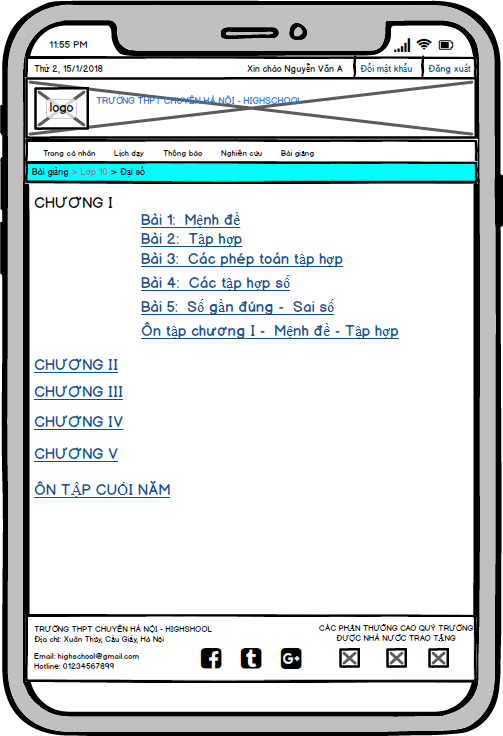 11:55 PM
Thứ 2, 15/1/2018 Xin chào Nguyễn Văn A Đổi mật khẩu Đăng xuất
logo
TRƯỜNG THPT CHUYÊN HÀ NỘI - HIGHSCHOOL
Trang cá nhân Lịch dạy Thông báo Nghiên cứu Bài giảng
Bài giảng > Lớp 10 > Đại số
CHƯƠNG I
Bài 1: Mệnh đề
Bài 2: Tập hợp
Bài 3: Các phép toán tập hợp
Bài 4: Các tập hợp số
Bài 5: Số gần đúng - Sai số
Ôn tập chương I - Mệnh đề - Tập hợp
CHƯƠNG II
CHƯƠNG III
CHƯƠNG IV
CHƯƠNG V
ÔN TẬP CUỐI NĂM
TRƯỜNG THPT CHUYÊN HÀ NỘI - HIGHSHOOL
Địa chỉ: Xuân Thủy, Cầu Giấy, Hà Nội
Email: highschool@gmail.com
Hotline: 01234567899
CÁC PHẦN THƯỞNG CAO QUÝ TRƯỜNG
ĐƯỢC NHÀ NƯỚC TRAO TẶNG